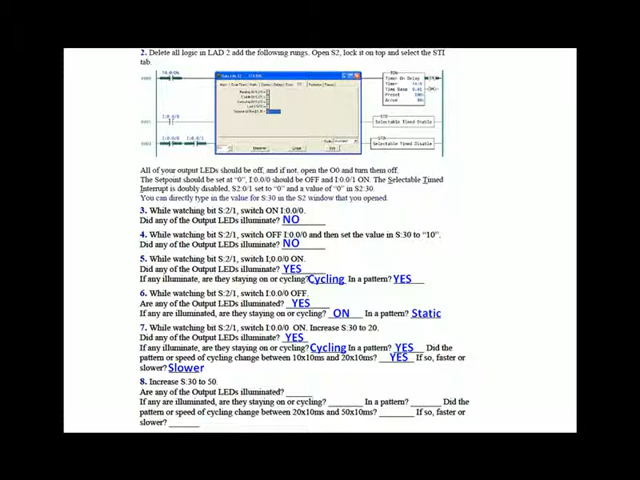 2. Delete all logic in LAD 2 add the following rungs. Open S2, lock it on top and select the STI
tab.
Timer On Delay
Timer
Time Base
Preset
Accum
Selectable Timed Enable
Selectable Timed Disable
All of your output LEDs should be off, and if not, open the O0 and turn them off.
The Setpoint should be set at “0”, I:0.0/0 should be OFF and I:0.0/1 ON. The Selectable Timed
Interrupt is doubly disabled, S2:0/1 set to “0” and a value of “0” in S2:30.
You can directly type in the value for S:30 in the S2 window that you opened.
3. While watching bit S:2/1, switch ON I:0.0/0.
Did any of the Output LEDs illuminate? NO
4. While watching bit S:2/1, switch OFF I:0.0/0 and then set the value in S:30 to “10”.
Did any of the Output LEDs illuminate? NO
5. While watching bit S:2/1, switch I;0.0/0 ON.
Did any of the Output LEDs illuminate? YES
If any illuminate, are they staying on or cycling? Cycling In a pattern? YES
6. While watching bit S:2/1, switch I:0.0/0 OFF.
Are any of the Output LEDs illuminated? YES
If any are illuminated, are they staying on or cycling? ON In a pattern? Static
7. While watching bit S:2/1, switch I:0.0/0 ON. Increase S:30 to 20.
Did any of the Output LEDs illuminate? YES
If any illuminate, are they staying on or cycling? Cycling In a pattern? YES Did the
pattern or speed of cycling change between 10x10ms and 20x10ms? YES If so, faster or
slower? Slower
8. Increase S:30 to 50.
Are any of the Output LEDs illuminated?
If any are illuminated, are they staying on or cycling? In a pattern? Did the
pattern or speed of cycling change between 20x10ms and 50x10ms? If so, faster or
slower?